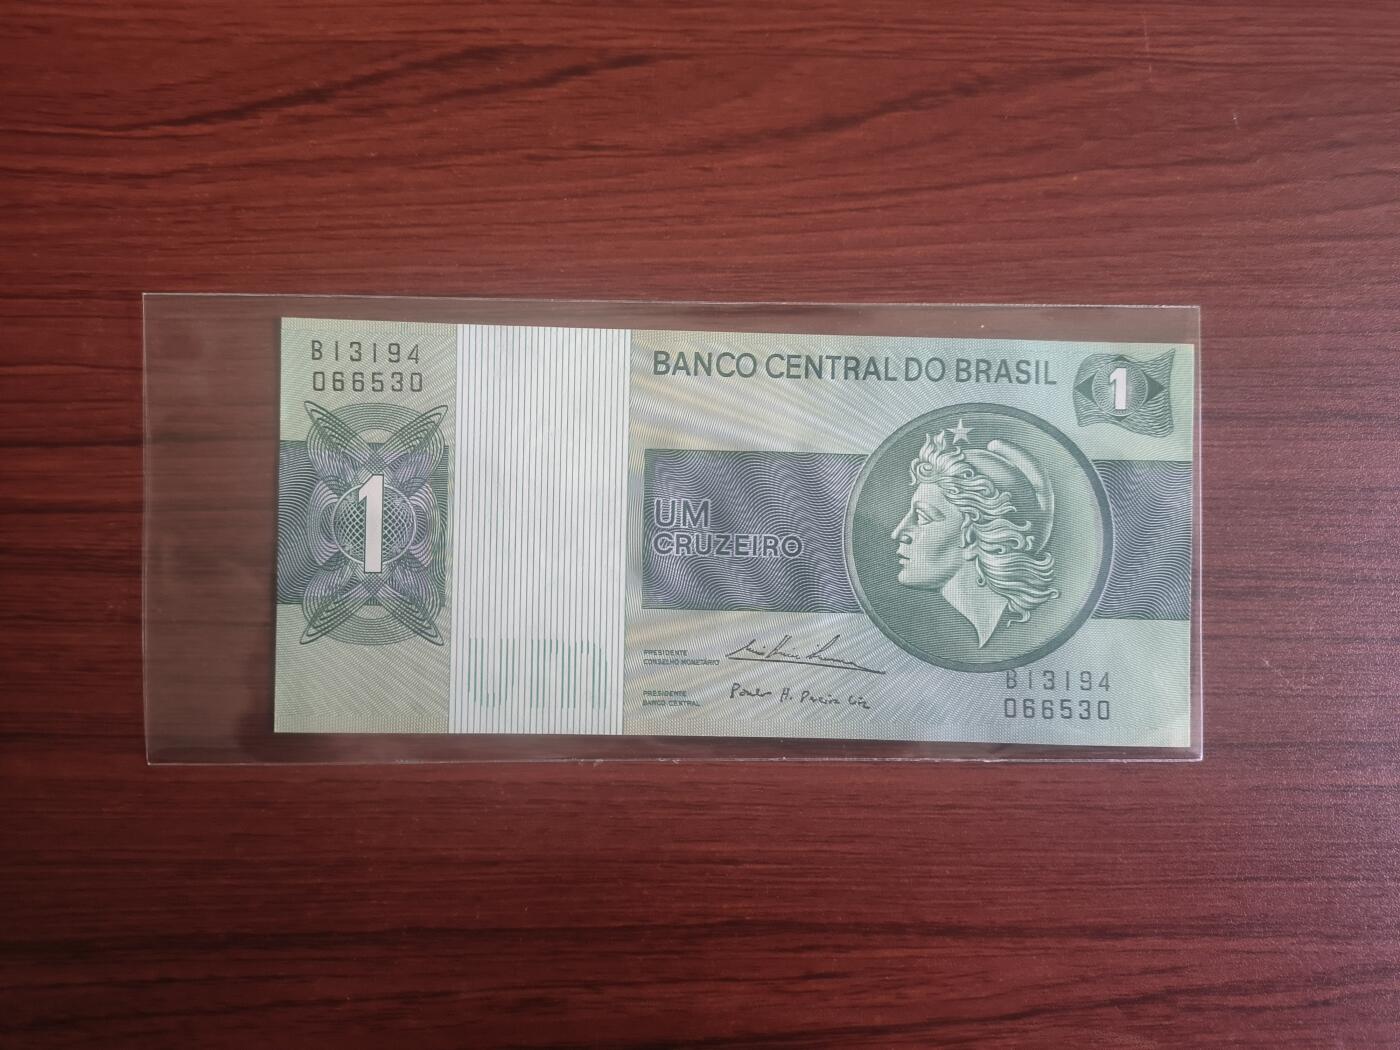 B13194
066530
1
BANCO CENTRAL DO BRASIL
1
UM
CRUZEIRO
PRESIDENTE
CONSELHO MONETÁRIO
PRESIDENTE
BANCO CENTRAL
B13194
066530